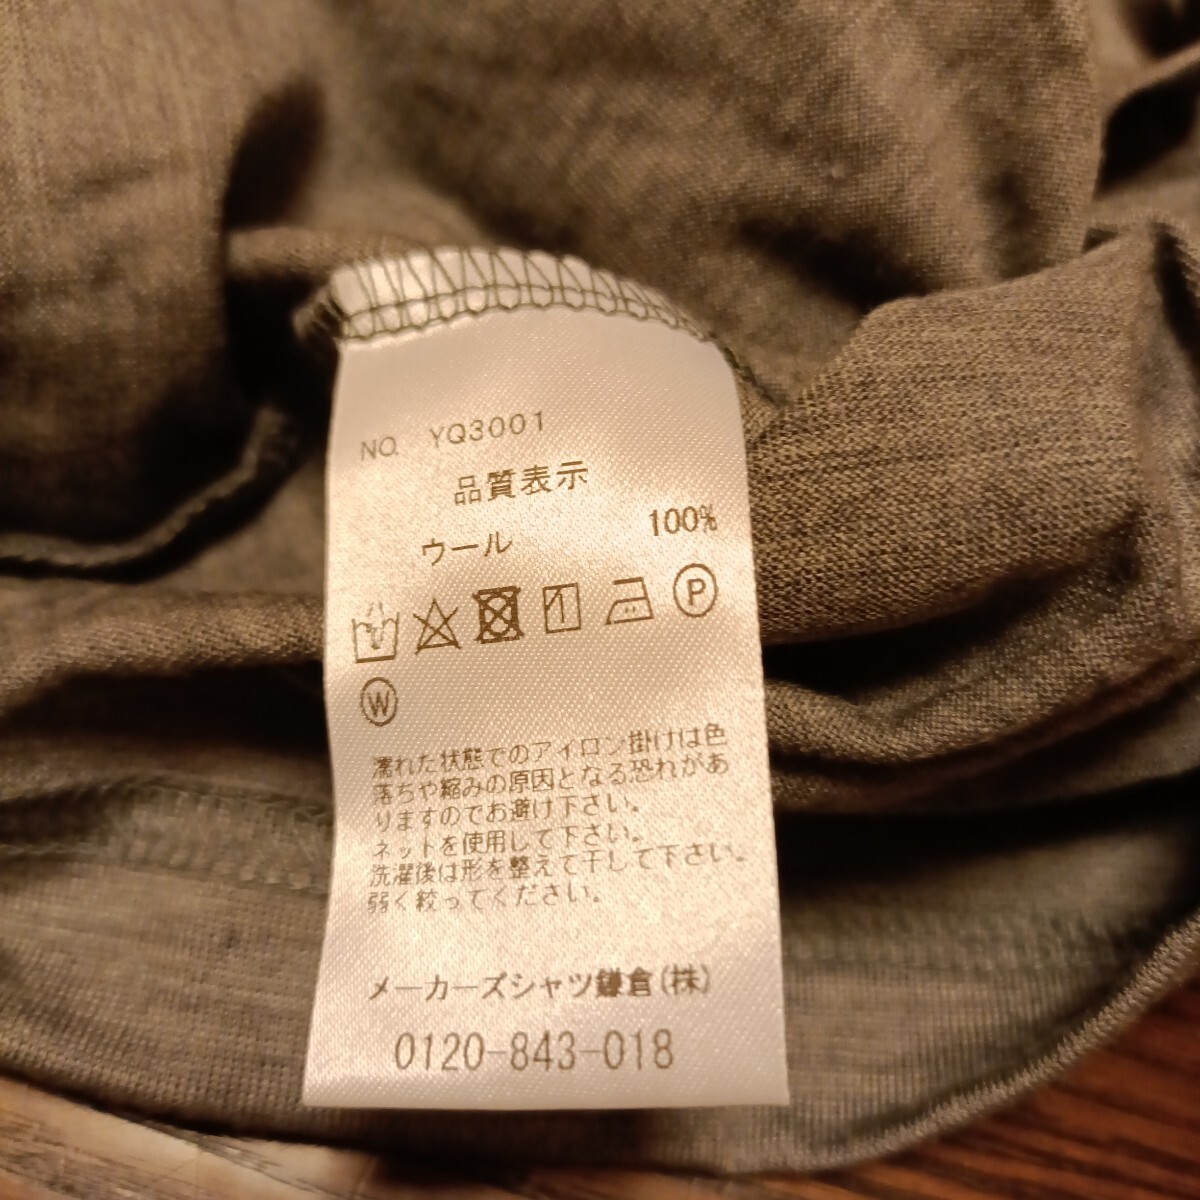 NO. YQ3001
品質表示
ウール 100%
P
W
濡れた状態でのアイロン掛けは色
落ちや縮みの原因となる恐れがあ
りますのでお避け下さい。
ネットを使用して下さい。
洗濯後は形を整えて干して下さい。
弱く絞ってください。
メーカーズシャツ鎌倉(株)
0120-843-018